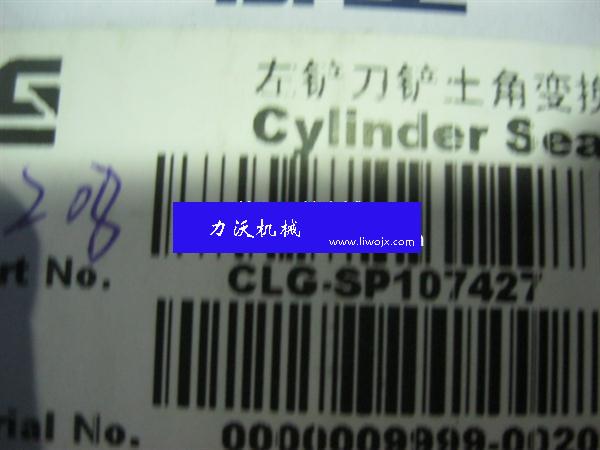 左铲刀铲土角变换
Cylinder Sea
208
力沃机械
www.liwojx.com
rt No.
CLG-SP107427
rial No.
0000009999-0020